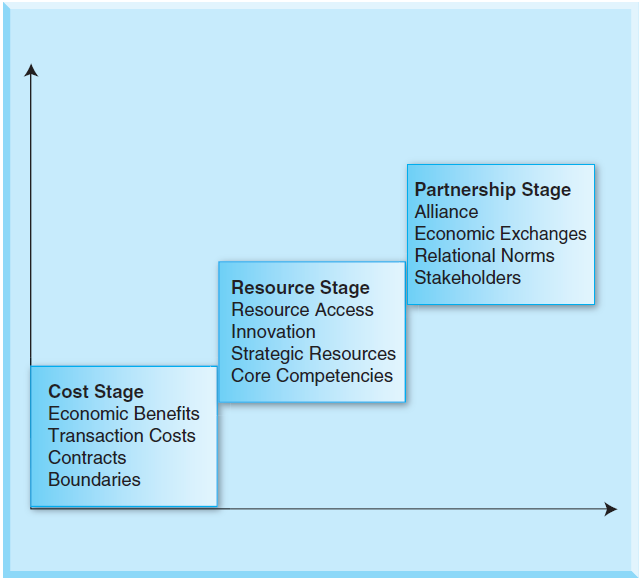 Partnership Stage
Alliance
Economic Exchanges
Relational Norms
Stakeholders
Resource Stage
Resource Access
Innovation
Strategic Resources
Core Competencies
Cost Stage
Economic Benefits
Transaction Costs
Contracts
Boundaries